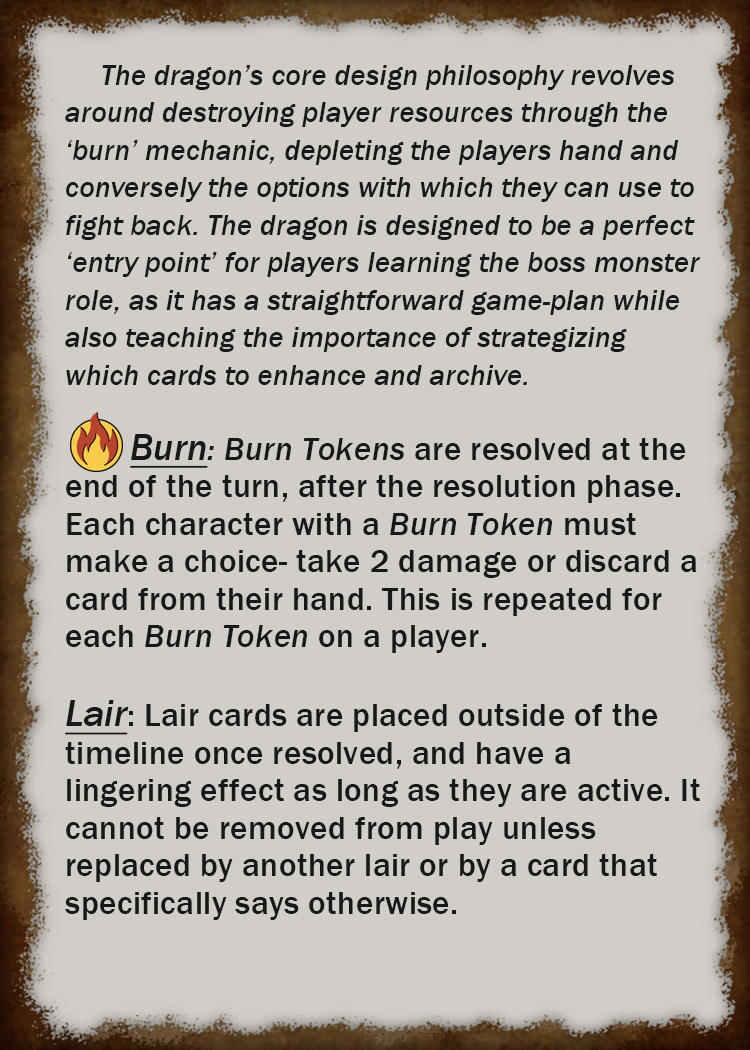 The dragon’s core design philosophy revolves
around destroying player resources through the
‘burn’ mechanic, depleting the players hand and
conversely the options with which they can use to
fight back. The dragon is designed to be a perfect
‘entry point’ for players learning the boss monster
role, as it has a straightforward game-plan while
also teaching the importance of strategizing
which cards to enhance and archive.
Burn: Burn Tokens are resolved at the
end of the turn, after the resolution phase.
Each character with a Burn Token must
make a choice- take 2 damage or discard a
card from their hand. This is repeated for
each Burn Token on a player.
Lair: Lair cards are placed outside of the
timeline once resolved, and have a
lingering effect as long as they are active. It
cannot be removed from play unless
replaced by another lair or by a card that
specifically says otherwise.